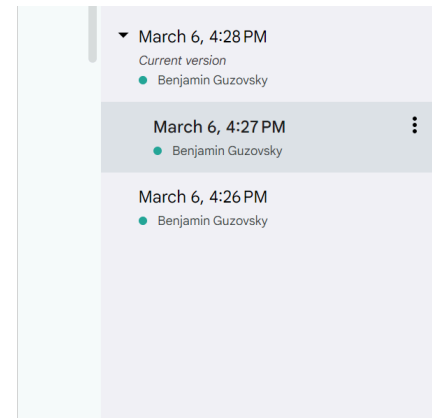 March 6, 4:28 PM
Current version
Benjamin Guzovsky
March 6, 4:27 PM
Benjamin Guzovsky
March 6, 4:26 PM
Benjamin Guzovsky